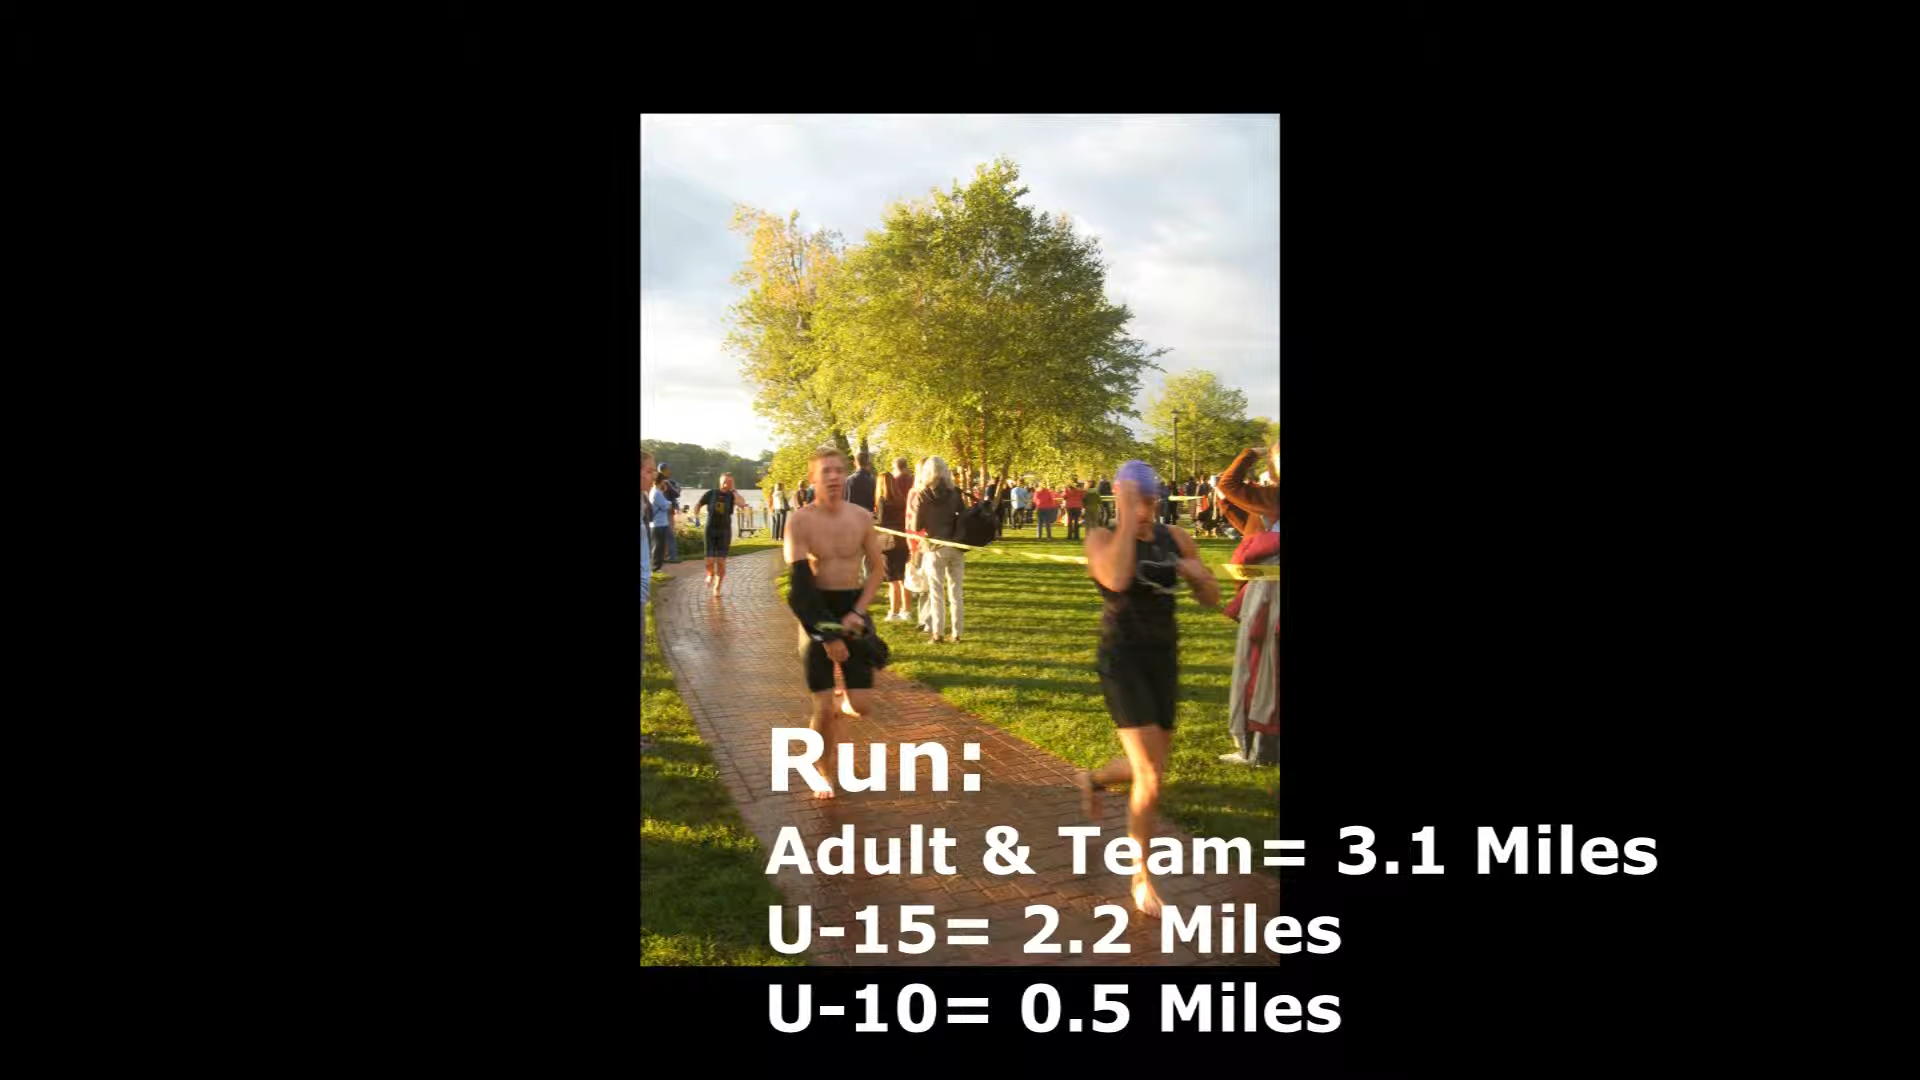 Run:
Adult & Team= 3.1 Miles
U-15= 2.2 Miles
U-10= 0.5 Miles